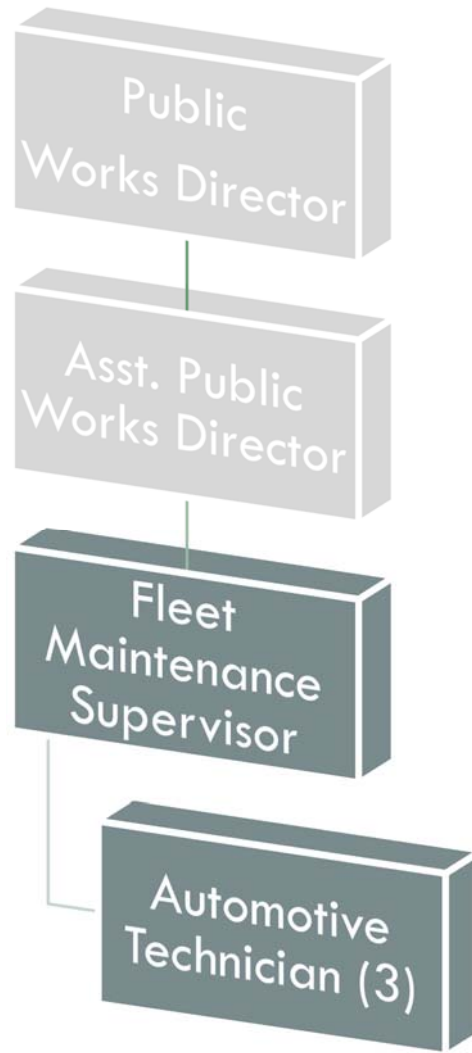 Public
Works Director
Asst. Public
Works Director
Fleet
Maintenance
Supervisor
Automotive
Technician (3)